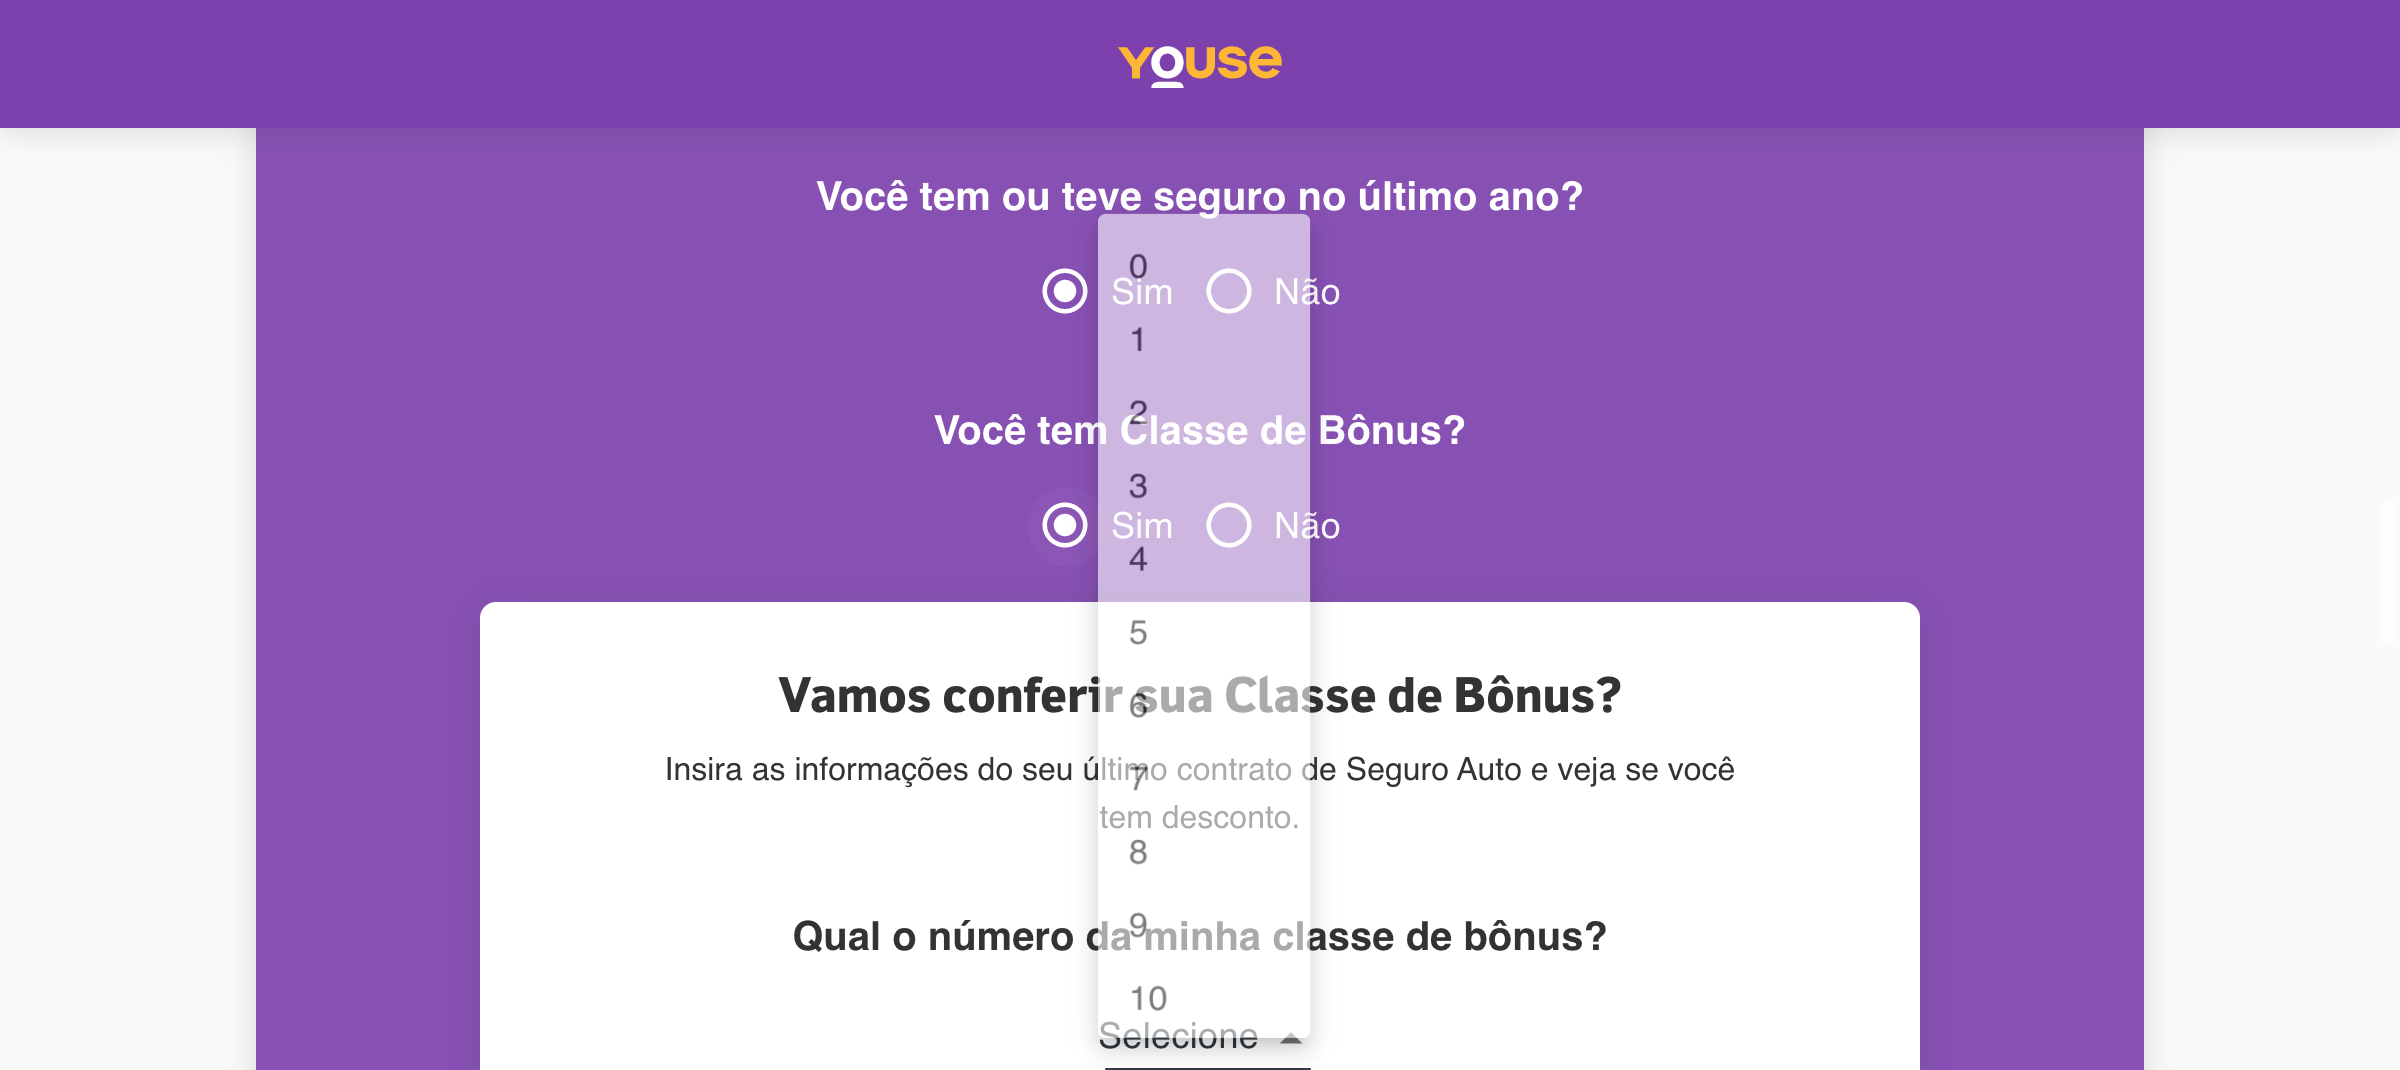 YOUSE
Você tem ou teve seguro no último ano?
Sim Não
Você tem Classe de Bônus?
Sim Não
0
1
2
3
4
5
6
7
8
9
10
Vamos conferir sua Classe de Bônus?
Insira as informações do seu último contrato de Seguro Auto e veja se você
tem desconto.
Qual o número da minha classe de bônus?
Selecione